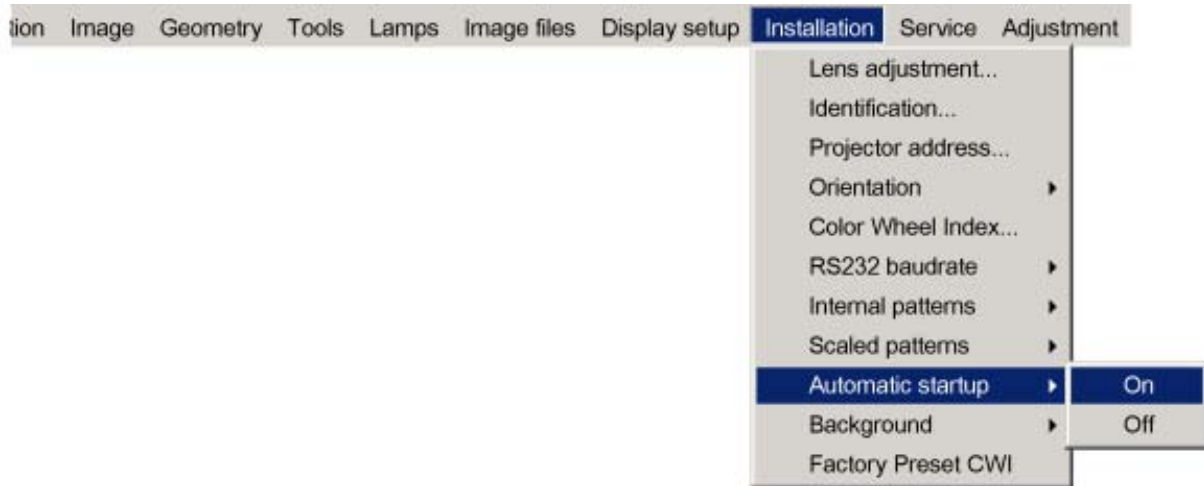 tion Image Geometry Tools Lamps Image files Display setup Installation Service Adjustment
Lens adjustment...
Identification...
Projector address...
Orientation
Color Wheel Index...
RS232 baudrate
Internal patterns
Scaled patterns
Automatic startup On
Background Off
Factory Preset CWI